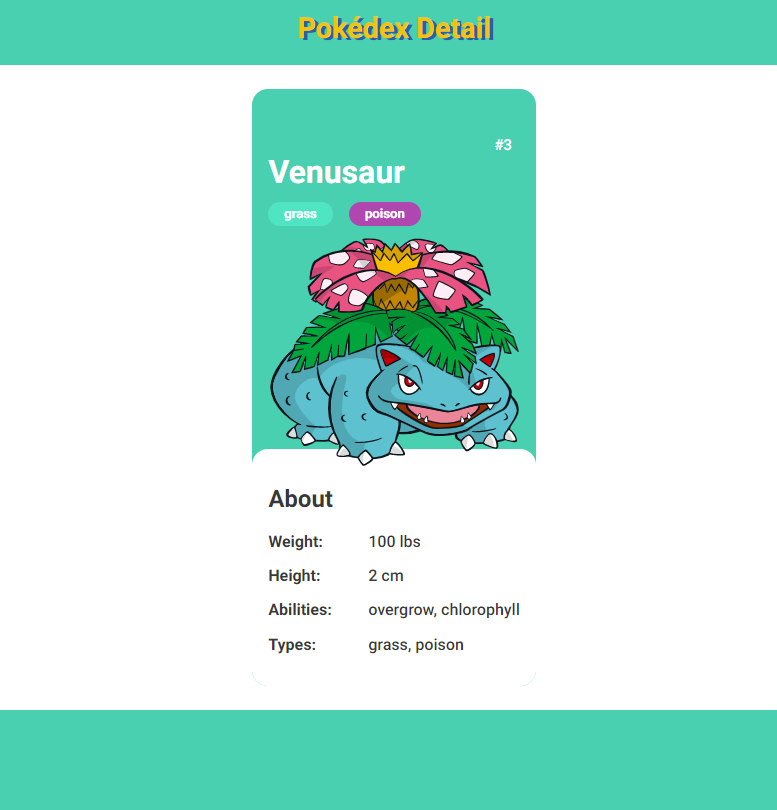 Pokédex Detail
#3
Venusaur
grass poison
About
Weight: 100 lbs
Height: 2 cm
Abilities: overgrow, chlorophyll
Types: grass, poison